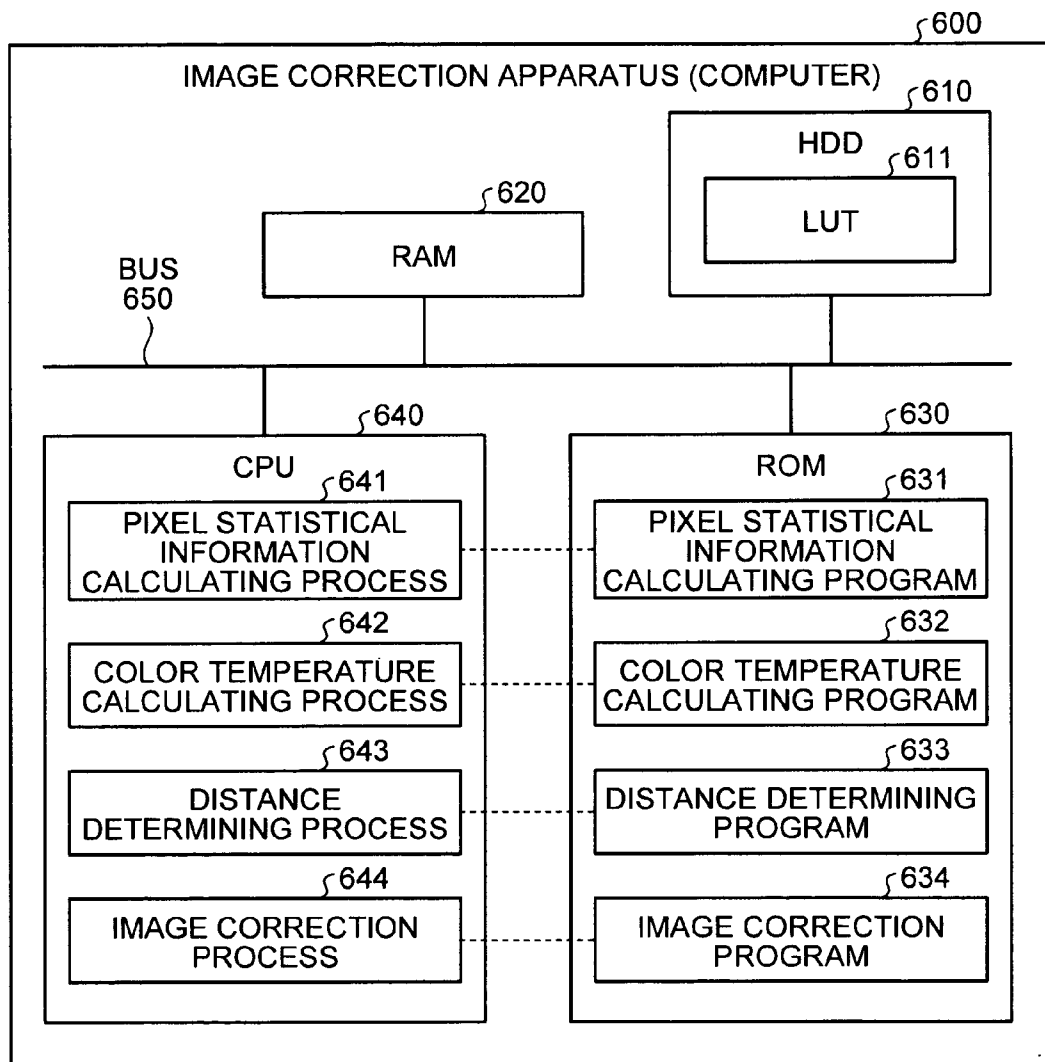 600
IMAGE CORRECTION APPARATUS (COMPUTER)
610
HDD
611
LUT
620
RAM
BUS
650
640
CPU
641
PIXEL STATISTICAL
INFORMATION
CALCULATING PROCESS
642
COLOR TEMPERATURE
CALCULATING PROCESS
643
DISTANCE
DETERMINING PROCESS
644
IMAGE CORRECTION
PROCESS
630
ROM
631
PIXEL STATISTICAL
INFORMATION
CALCULATING PROGRAM
632
COLOR TEMPERATURE
CALCULATING PROGRAM
633
DISTANCE DETERMINING
PROGRAM
634
IMAGE CORRECTION
PROGRAM